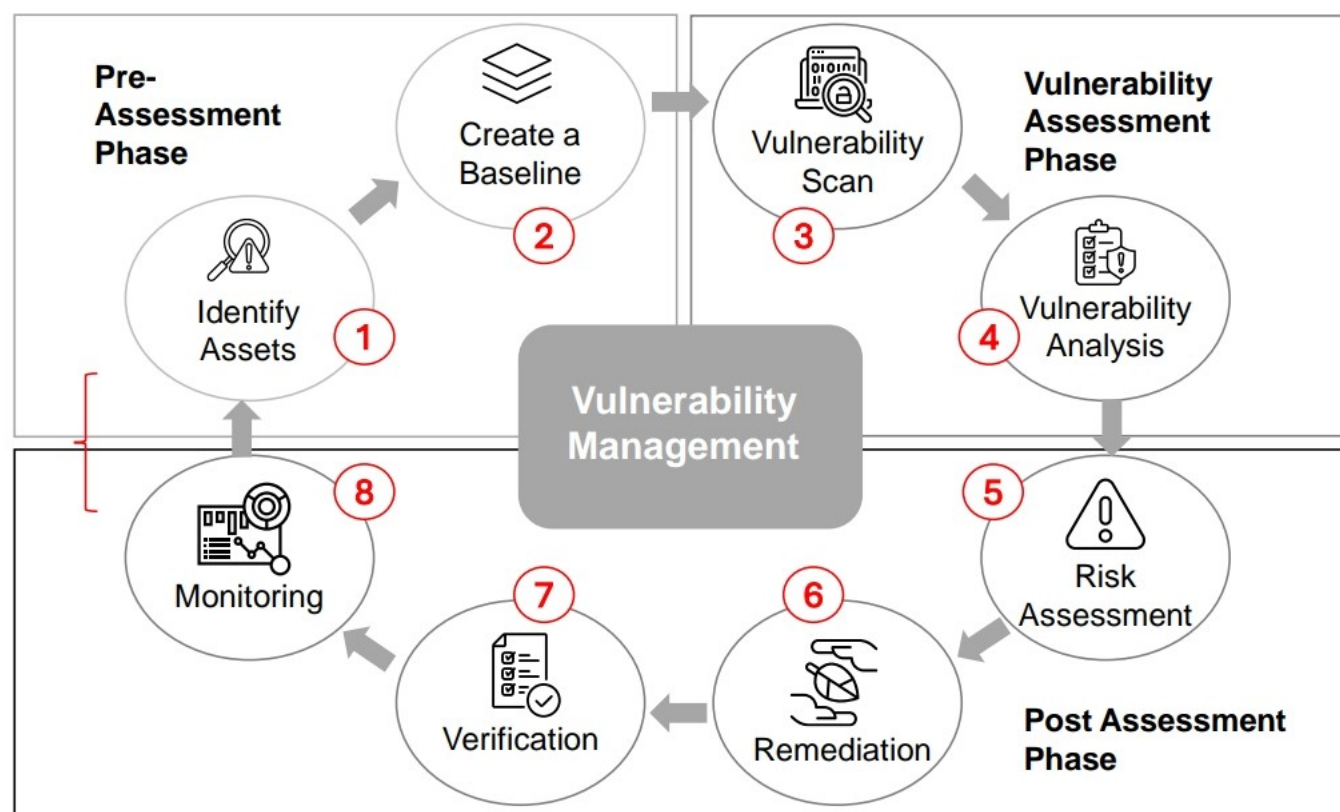 Pre-
Assessment
Phase
Create a
Baseline
2
Identify
Assets
1
Vulnerability
Scan
3
Vulnerability
Assessment
Phase
Vulnerability
Analysis
4
Vulnerability
Management
5
Risk
Assessment
6
Remediation
7
Verification
8
Monitoring
Post Assessment
Phase